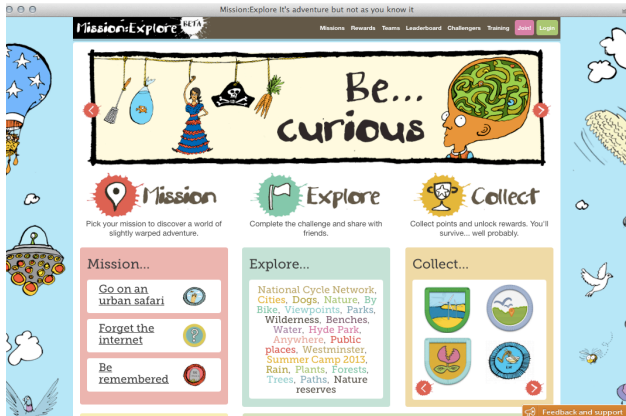 Mission:Explore It's adventure but not as you know it
Mission:Explore BETA
Missions Rewards Teams Leaderboard Challengers Training Join! Login
Be...
curious
Mission
Explore
Collect
Pick your mission to discover a world of
slightly warped adventure.
Complete the challenge and share with
friends.
Collect points and unlock rewards. You'll
survive... well probably.
Mission...
Go on an
urban safari
Forget the
internet
Be
remembered
Explore...
National Cycle Network,
Cities, Dogs, Nature, By
Bike, Viewpoints, Parks,
Wilderness, Benches,
Water, Hyde Park,
Anywhere, Public
places, Westminster,
Summer Camp 2013,
Rain, Plants, Forests,
Trees, Paths, Nature
reserves
Collect...
Feedback and support